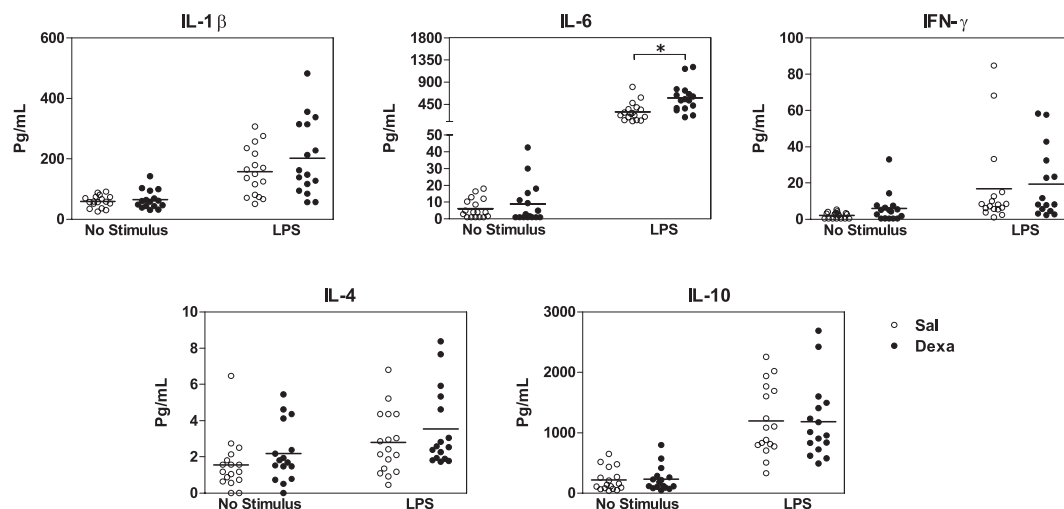 IL-1 β
Pg/mL
600
400
200
0
No Stimulus
LPS
IL-6
Pg/mL
1800
1350
900
450
50
40
30
20
10
0
*
No Stimulus
LPS
IFN-γ
Pg/mL
100
80
60
40
20
0
No Stimulus
LPS
IL-4
Pg/mL
10
8
6
4
2
0
No Stimulus
LPS
IL-10
Pg/mL
3000
2000
1000
0
No Stimulus
LPS
Sal
Dexa